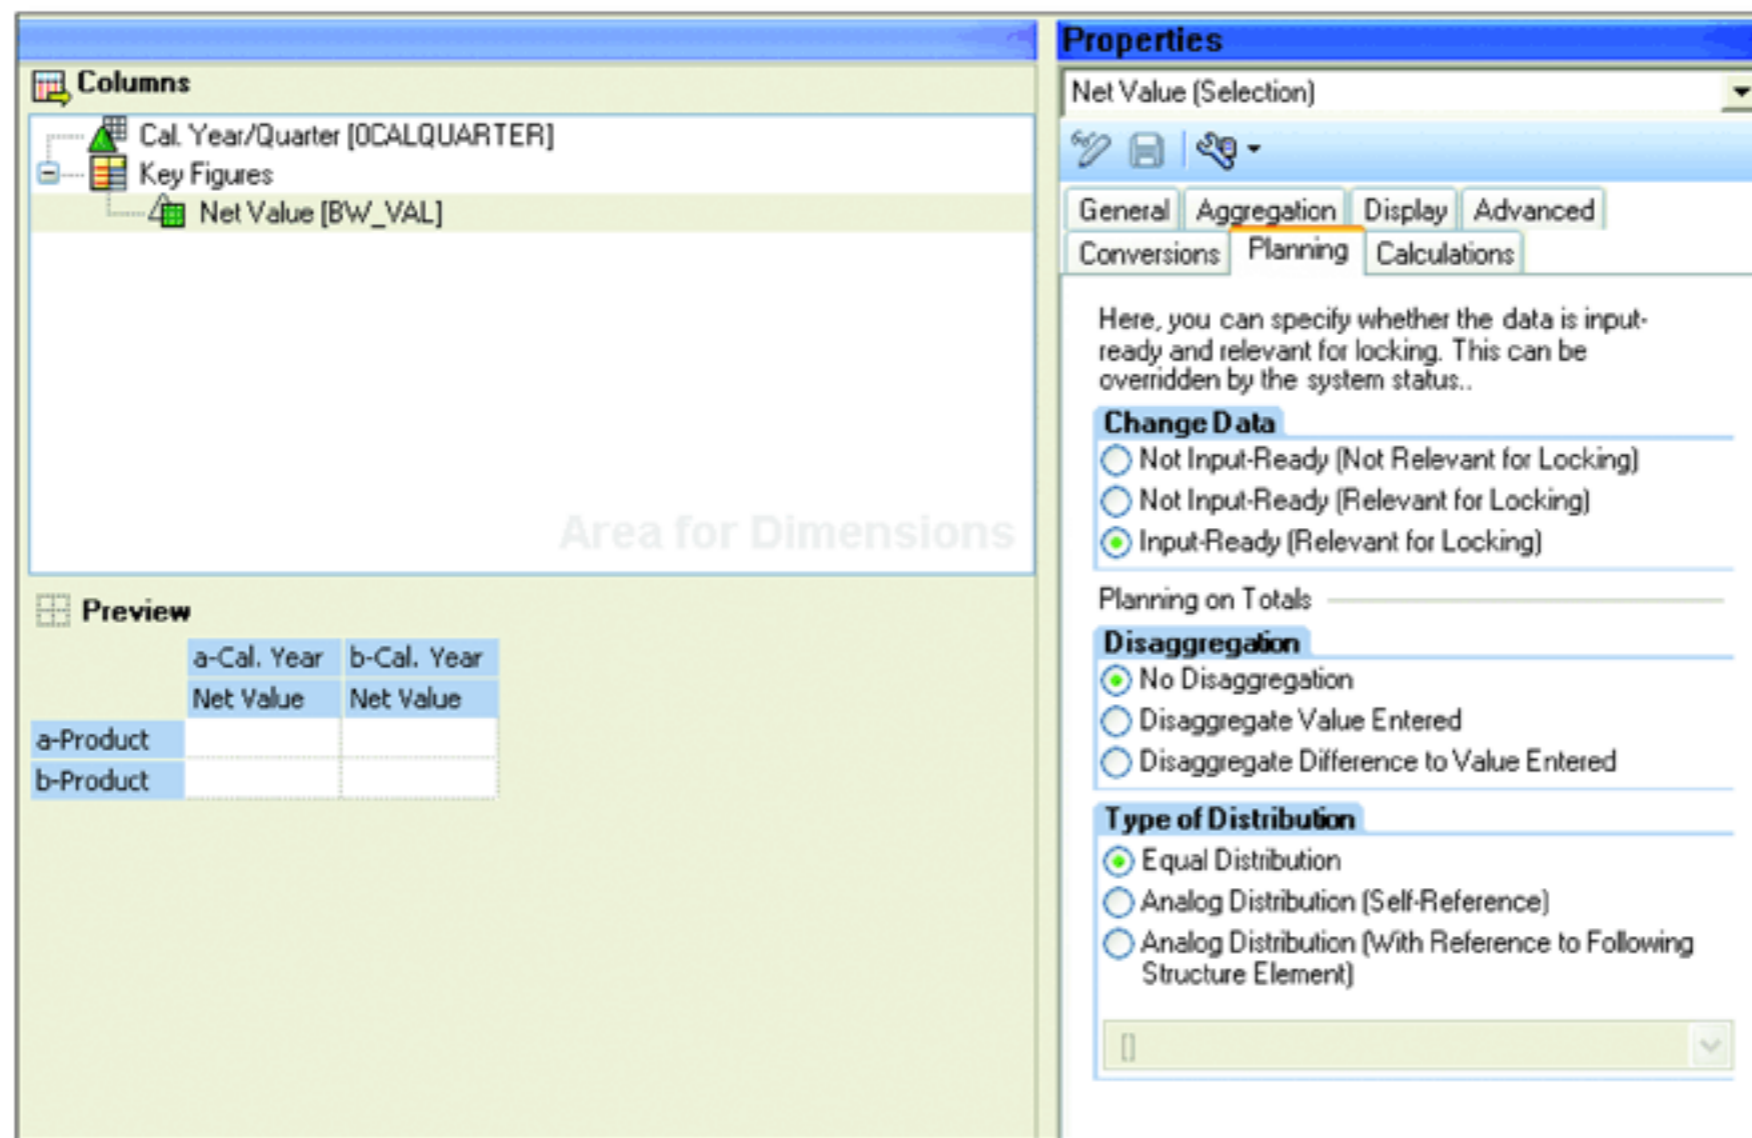 Columns
Cal. Year/Quarter [0CALQUARTER]
Key Figures
Net Value [BW_VAL]
Area for Dimensions
Preview
a-Cal. Year b-Cal. Year
Net Value Net Value
a-Product
b-Product
Properties
Net Value (Selection)
General Aggregation Display Advanced
Conversions Planning Calculations
Here, you can specify whether the data is input-
ready and relevant for locking. This can be
overridden by the system status..
Change Data
Not Input-Ready (Not Relevant for Locking)
Not Input-Ready (Relevant for Locking)
Input-Ready (Relevant for Locking)
Planning on Totals
Disaggregation
No Disaggregation
Disaggregate Value Entered
Disaggregate Difference to Value Entered
Type of Distribution
Equal Distribution
Analog Distribution (Self-Reference)
Analog Distribution (With Reference to Following
Structure Element)
[]